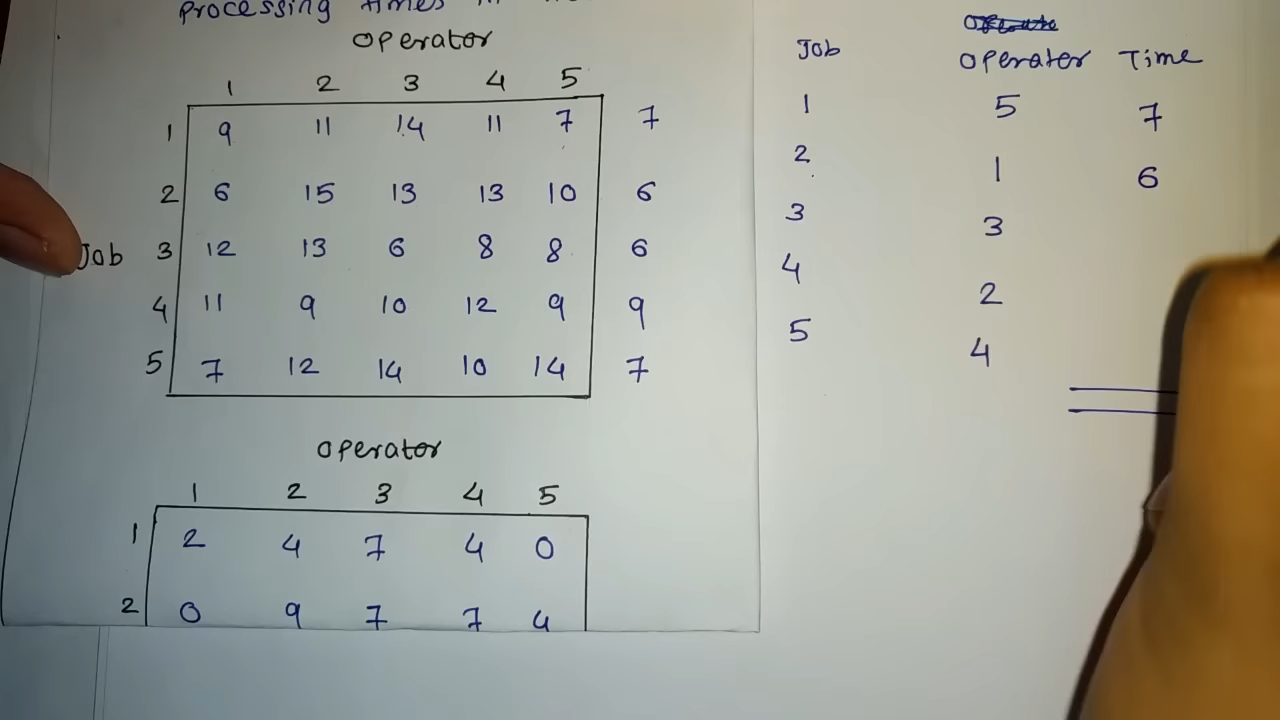 Processing Times in
Operator
1 2 3 4 5
1 9 11 14 11 7 7
2 6 15 13 13 10 6
Job 3 12 13 6 8 8 6
4 11 9 10 12 9 9
5 7 12 14 10 14 7
Operator
1 2 3 4 5
1 2 4 7 4 0
2 0 9 7 7 4
Job Operator Time
1 5 7
2 1 6
3 3
4 2
5 4